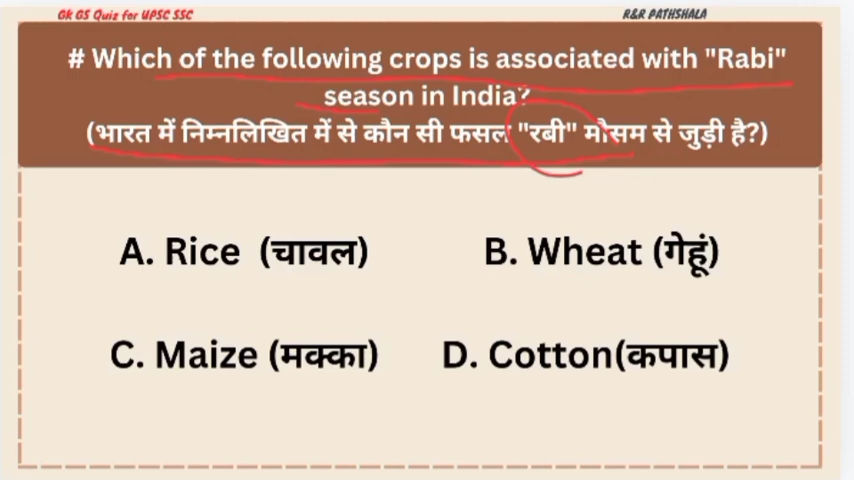 Gk GS Quiz for UPSC SSC
R&R PATHSHALA
# Which of the following crops is associated with "Rabi"
season in India?
(भारत में निम्नलिखित में से कौन सी फसल "रबी" मौसम से जुड़ी है?)
A. Rice (चावल)
B. Wheat (गेहूं)
C. Maize (मक्का)
D. Cotton(कपास)